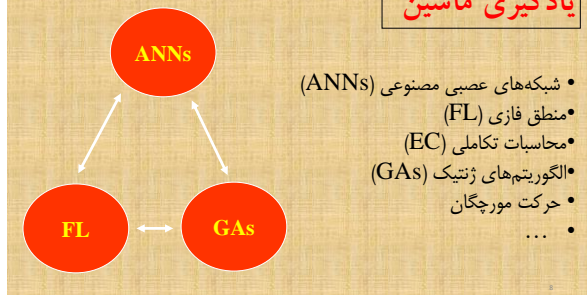 یادگیری ماشین
• شبکه‌های عصبی مصنوعی (ANNs)
•منطق فازی (FL)
•محاسبات تکاملی (EC)
•الگوریتم‌های ژنتیک (GAs)
• حرکت مورچگان
• …
ANNs
FL
GAs
8